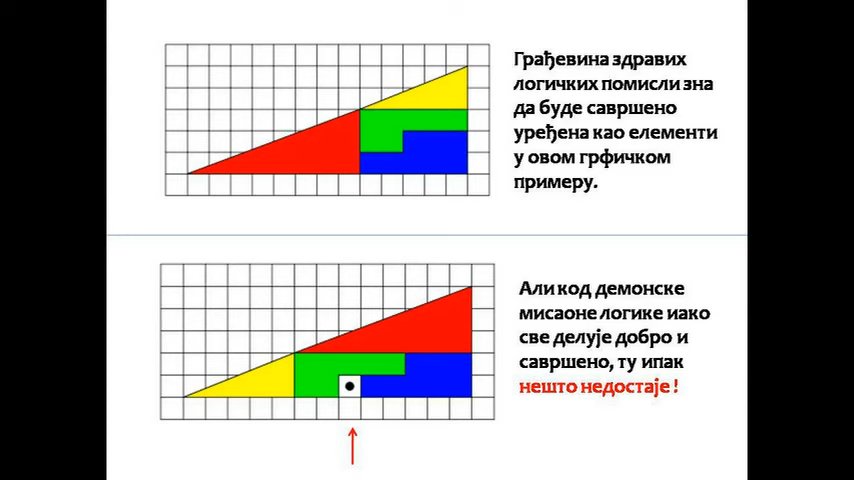 Грађевина здравих
логичких помисли зна
да буде савршено
уређена као елементи
у овом грфичком
примеру.
Али код демонске
мисаоне логике иако
све делује добро и
савршено, ту ипак
нешто недостаје !